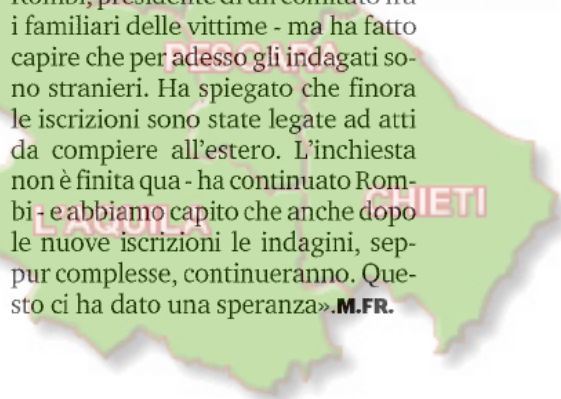 Rombi, presidente di un comitato fra
i familiari delle vittime - ma ha fatto
capire che per adesso gli indagati so-
no stranieri. Ha spiegato che finora
le iscrizioni sono state legate ad atti
da compiere all'estero. L'inchiesta
non è finita qua - ha continuato Rom-
bi - e abbiamo capito che anche dopo
le nuove iscrizioni le indagini, sep-
pur complesse, continueranno. Que-
sto ci ha dato una speranza».M.FR.
PESCARA
L'AQUILA
CHIETI